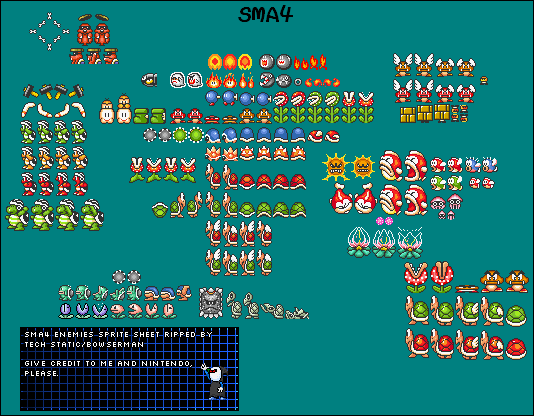 SMA4
SMA4 ENEMIES SPRITE SHEET RIPPED BY
TECH STATIC/BOWSERMAN
GIVE CREDIT TO ME AND NINTENDO,
PLEASE.